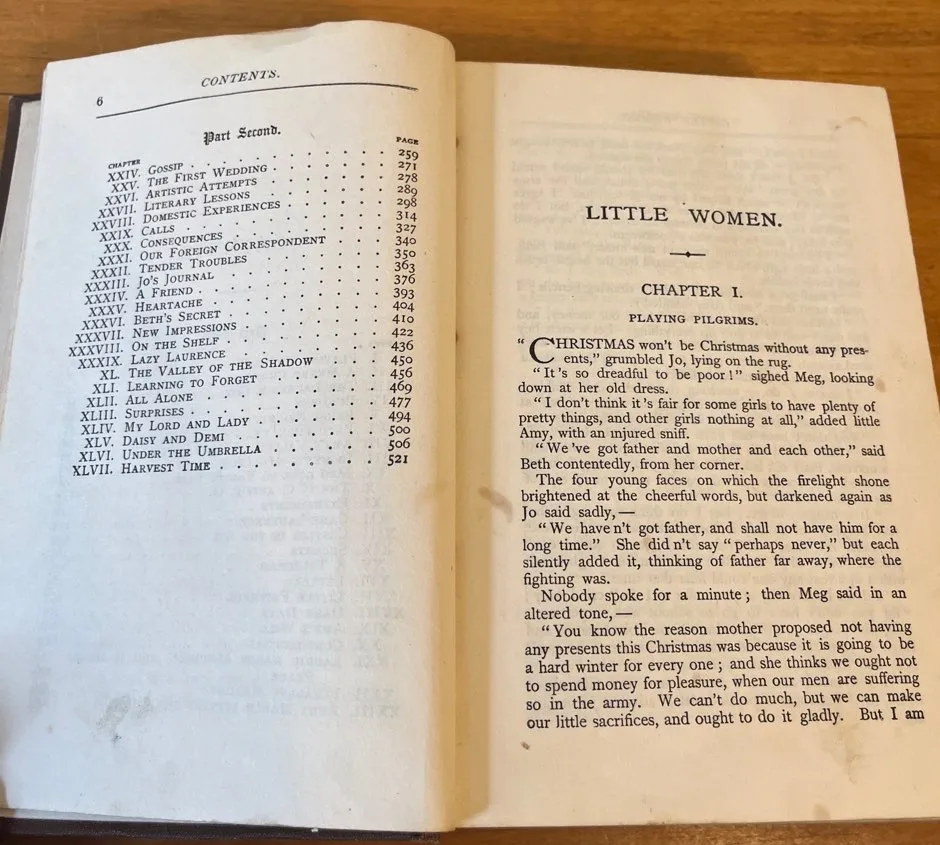 6
CONTENTS.
Part Second.
CHAPTER PAGE
XXIV. GOSSIP . . . . . . . . . . 259
XXV. THE FIRST WEDDING . . . . . . . 271
XXVI. ARTISTIC ATTEMPTS . . . . . . . 278
XXVII. LITERARY LESSONS . . . . . . . 289
XXVIII. DOMESTIC EXPERIENCES . . . . . . 298
XXIX. CALLS . . . . . . . . . . 314
XXX. CONSEQUENCES . . . . . . . . 327
XXXI. OUR FOREIGN CORRESPONDENT . . . 340
XXXII. TENDER TROUBLES . . . . . . . 350
XXXIII. JO'S JOURNAL . . . . . . . . 363
XXXIV. A FRIEND . . . . . . . . . 376
XXXV. HEARTACHE . . . . . . . . . 393
XXXVI. BETH'S SECRET . . . . . . . . 404
XXXVII. NEW IMPRESSIONS . . . . . . . 410
XXXVIII. ON THE SHELF . . . . . . . . 422
XXXIX. LAZY LAURENCE . . . . . . . . 436
XL. THE VALLEY OF THE SHADOW . . . . 450
XLI. LEARNING TO FORGET . . . . . . 456
XLII. ALL ALONE . . . . . . . . . 469
XLIII. SURPRISES . . . . . . . . . 477
XLIV. MY LORD AND LADY . . . . . . 494
XLV. DAISY AND DEMI . . . . . . . 500
XLVI. UNDER THE UMBRELLA . . . . . . 506
XLVII. HARVEST TIME . . . . . . . . 521
LITTLE WOMEN.
CHAPTER I.
PLAYING PILGRIMS.
"CHRISTMAS won't be Christmas without any pres-
ents," grumbled Jo, lying on the rug.
"It's so dreadful to be poor!" sighed Meg, looking
down at her old dress.
"I don't think it's fair for some girls to have plenty of
pretty things, and other girls nothing at all," added little
Amy, with an injured sniff.
"We've got father and mother and each other," said
Beth contentedly, from her corner.
The four young faces on which the firelight shone
brightened at the cheerful words, but darkened again as
Jo said sadly,—
"We haven't got father, and shall not have him for a
long time." She didn't say "perhaps never," but each
silently added it, thinking of father far away, where the
fighting was.
Nobody spoke for a minute; then Meg said in an
altered tone,—
"You know the reason mother proposed not having
any presents this Christmas was because it is going to be
a hard winter for every one; and she thinks we ought not
to spend money for pleasure, when our men are suffering
so in the army. We can't do much, but we can make
our little sacrifices, and ought to do it gladly. But I am